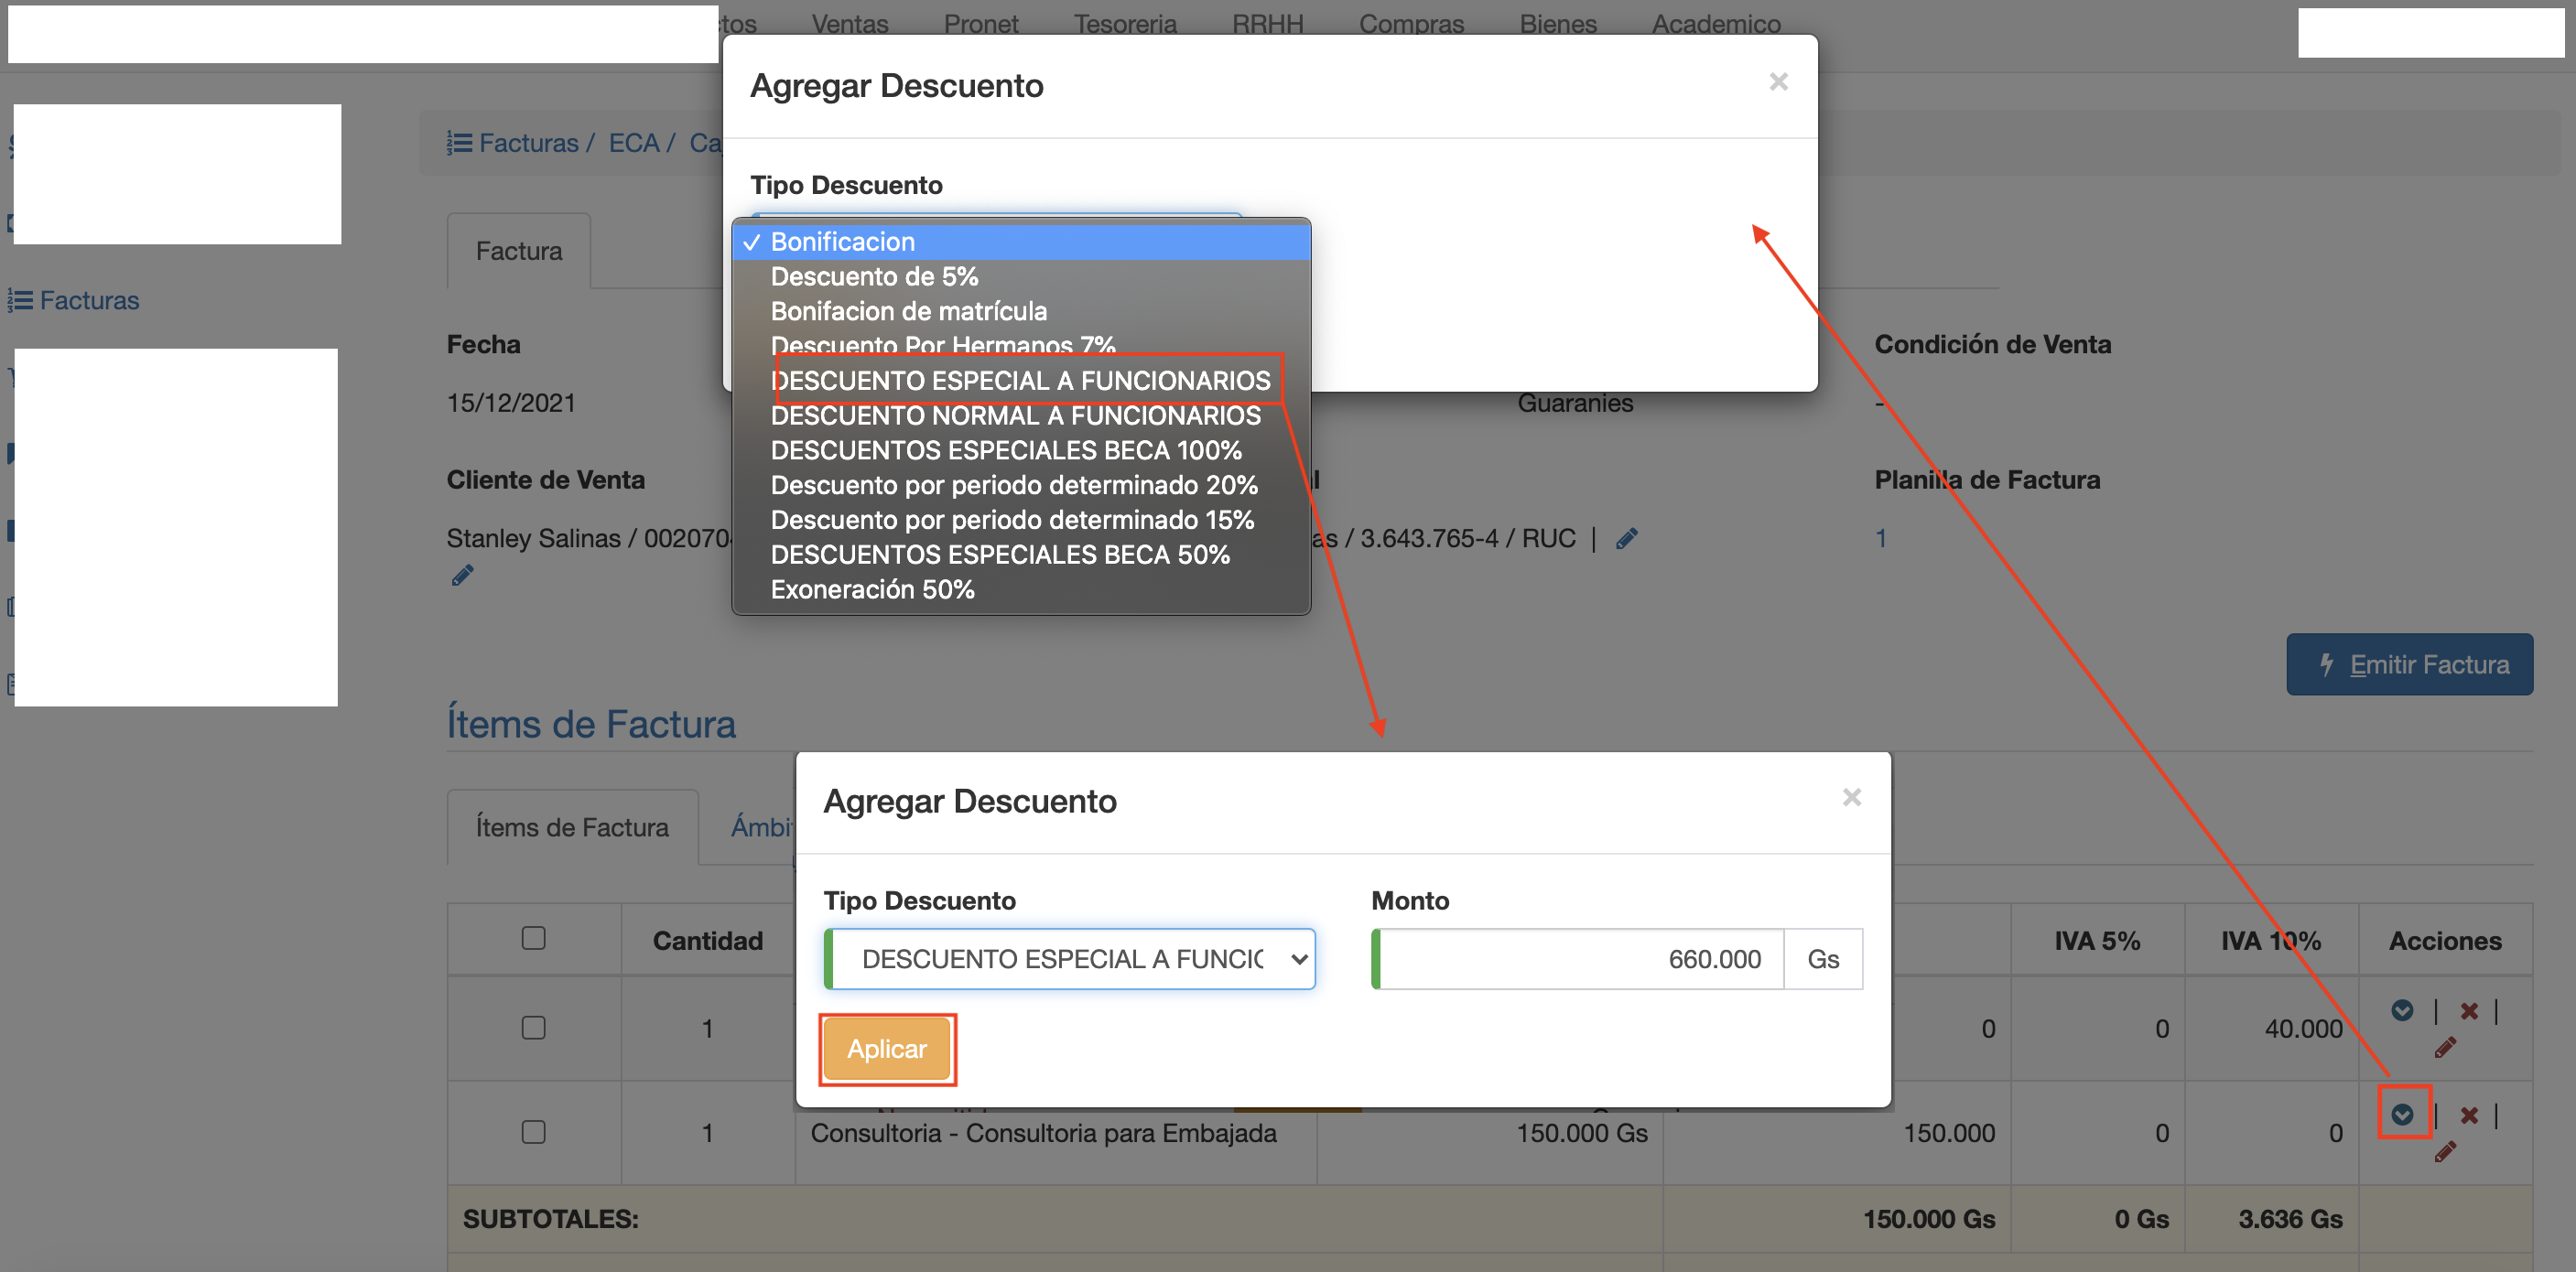 Ventas Pronet Tesoreria RRHH Compras Bienes Academico
Agregar Descuento ×
Facturas / ECA /
Tipo Descuento
Factura
✓ Bonificacion
Descuento de 5%
Bonifacion de matrícula
Descuento Por Hermanos 7%
DESCUENTO ESPECIAL A FUNCIONARIOS
DESCUENTO NORMAL A FUNCIONARIOS
DESCUENTOS ESPECIALES BECA 100%
Descuento por periodo determinado 20%
Descuento por periodo determinado 15%
DESCUENTOS ESPECIALES BECA 50%
Exoneración 50%
Facturas
Fecha
Condición de Venta
15/12/2021
Guaranies
-
Cliente de Venta
Planilla de Factura
Stanley Salinas /
/ 3.643.765-4 / RUC |
1
Emitir Factura
Ítems de Factura
Agregar Descuento ×
Ítems de Factura
Tipo Descuento Monto
DESCUENTO ESPECIAL A 660.000 Gs
Aplicar
Cantidad IVA 5% IVA 10% Acciones
1 0 0 40.000 | |
1 Consultoria - Consultoria para Embajada 150.000 Gs 150.000 0 0 | |
SUBTOTALES: 150.000 Gs 0 Gs 3.636 Gs